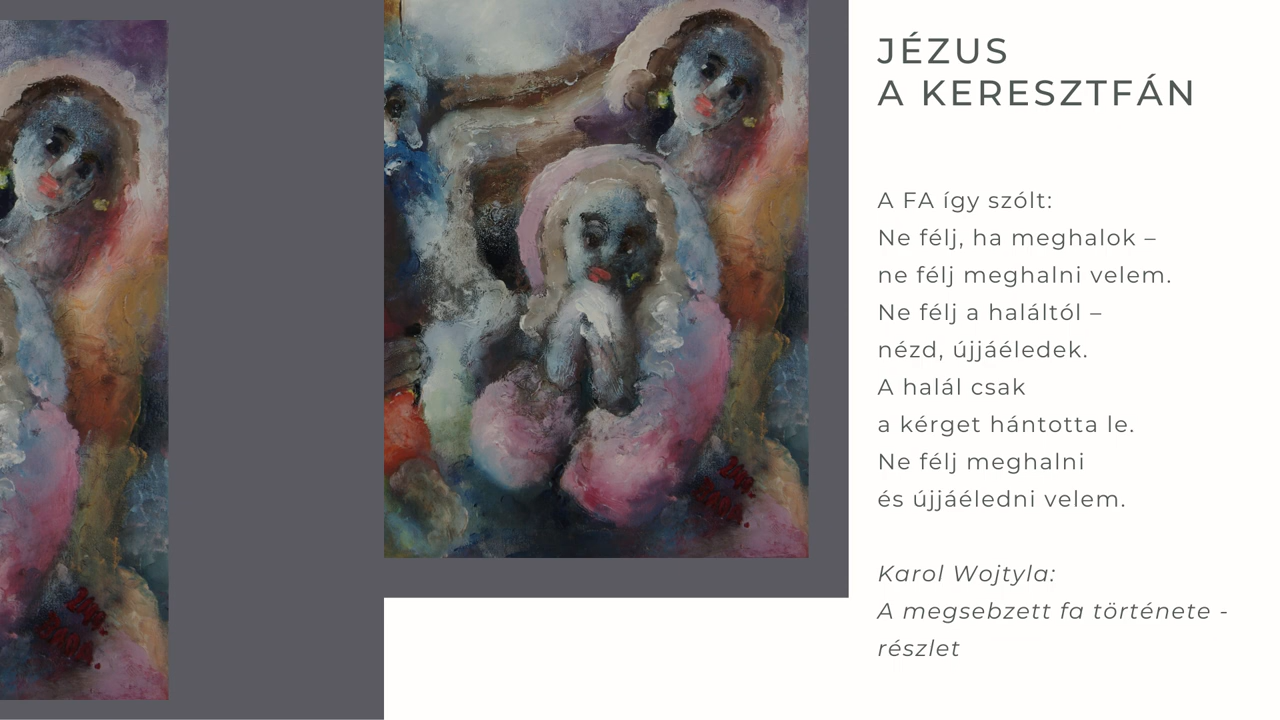 JÉZUS
A KERESZTFÁN
A FA így szólt:
Ne félj, ha meghalok –
ne félj meghalni velem.
Ne félj a haláltól –
nézd, újjáéledek.
A halál csak
a kérget hántotta le.
Ne félj meghalni
és újjáéledni velem.
Karol Wojtyla:
A megsebzett fa története -
részlet